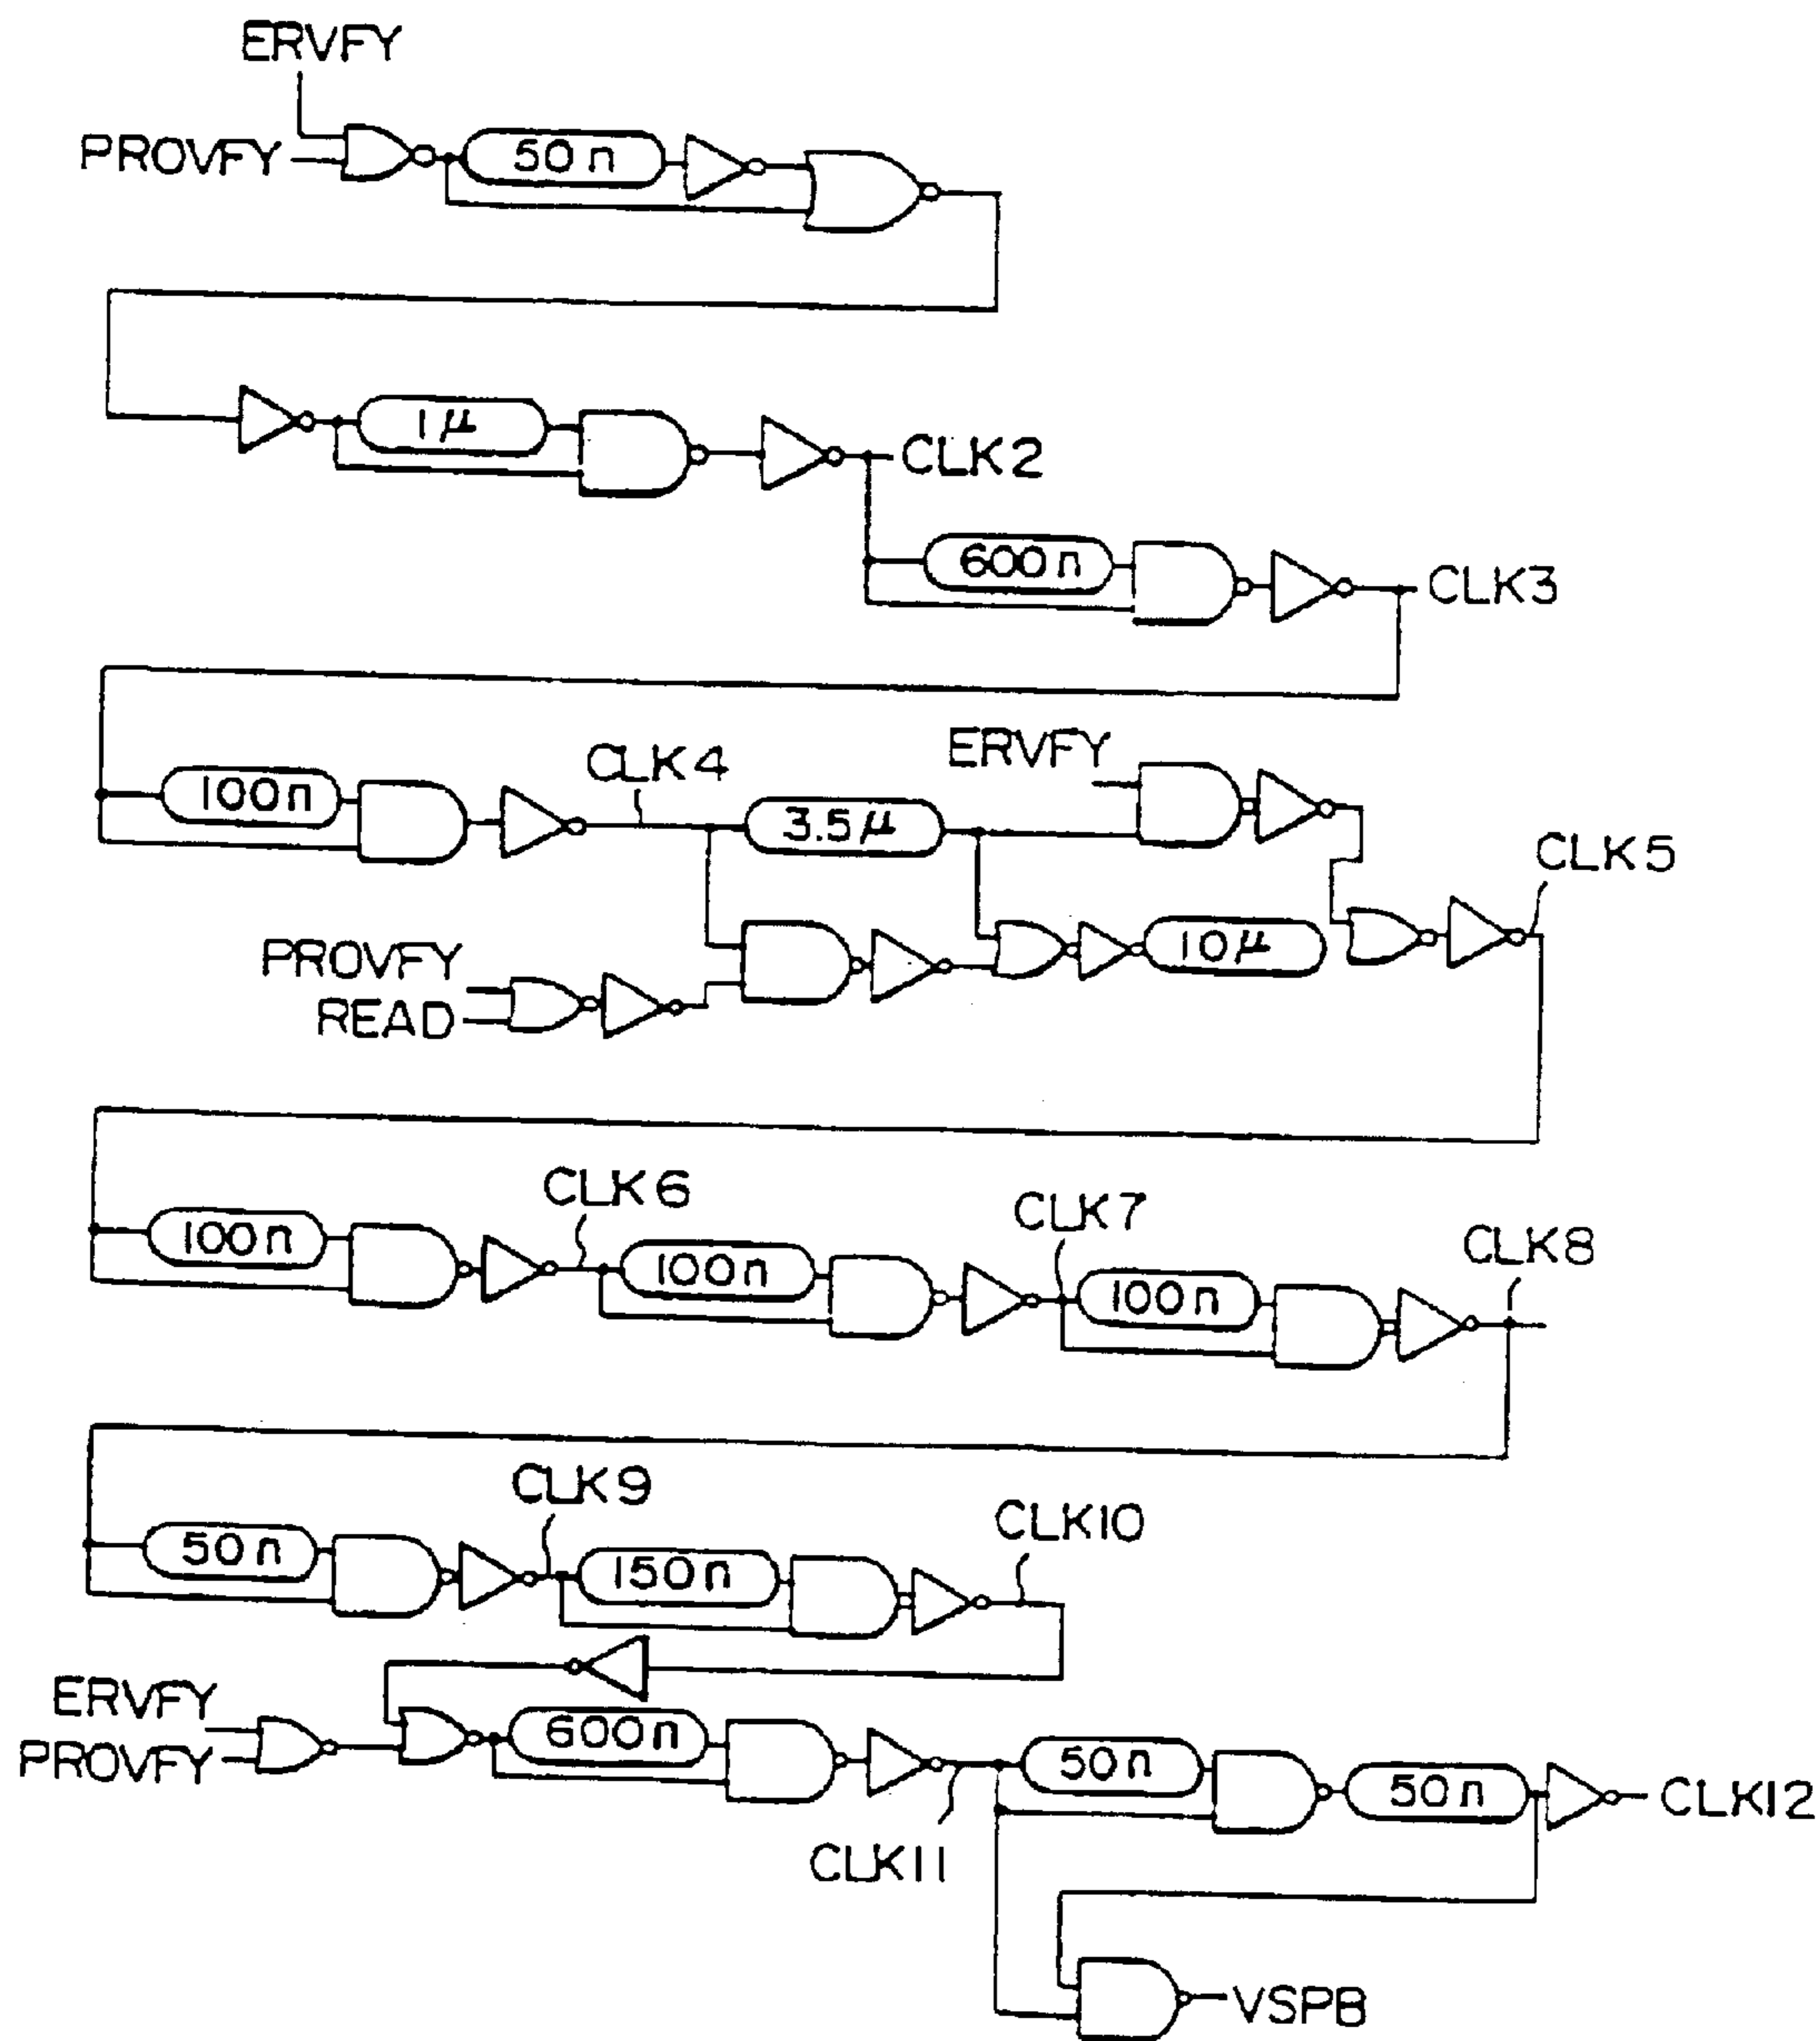 ERVFY
PROVFY
50n
1μ
CLK2
600n
CLK3
100n
CLK4
3.5μ
ERVFY
CLK5
PROVFY
READ
10μ
100n
CLK6
100n
CLK7
100n
CLK8
50n
CLK9
150n
CLK10
ERVFY
PROVFY
600n
CLK11
50n
50n
CLK12
VSPB